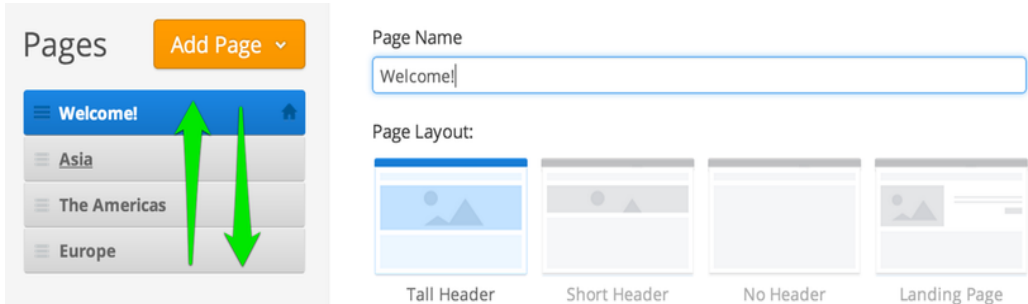 Pages
Add Page
Welcome!
Asia
The Americas
Europe
Page Name
Welcome!
Page Layout:
Tall Header
Short Header
No Header
Landing Page